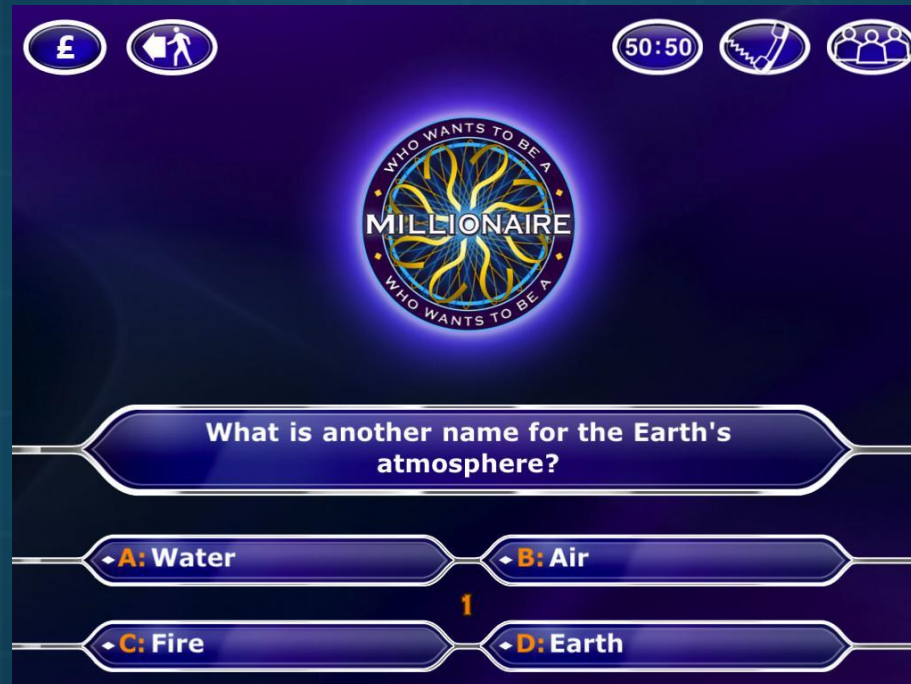 £
50:50
WHO WANTS TO BE A
MILLIONAIRE
WHO WANTS TO BE A
What is another name for the Earth's
atmosphere?
A: Water
B: Air
1
C: Fire
D: Earth